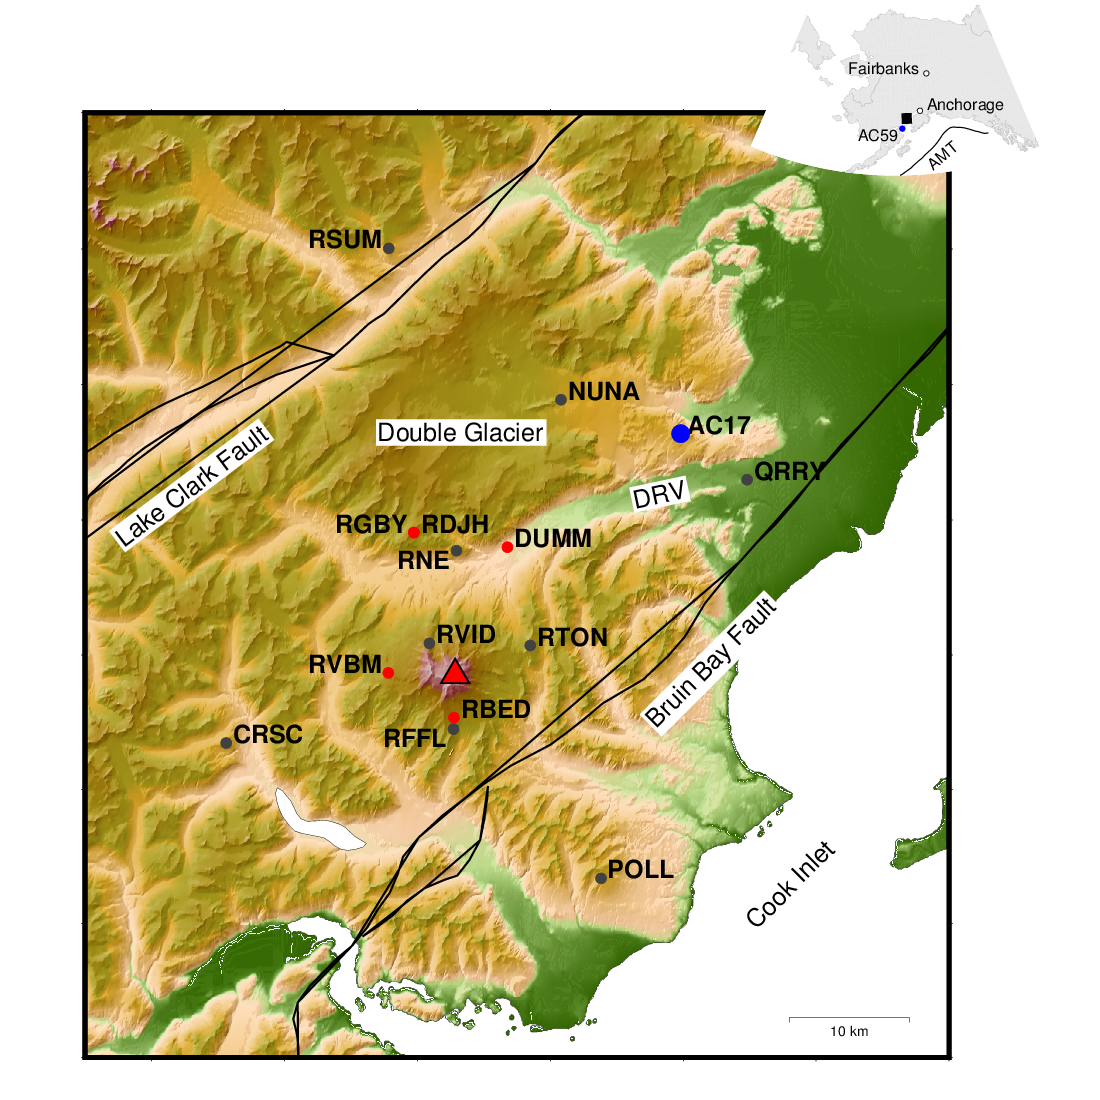 Fairbanks
Anchorage
AC59
AMT
RSUM
NUNA
AC17
Double Glacier
QRRY
DRV
Lake Clark Fault
RGBY
RDJH
DUMM
RNE
RVID
RTON
RVBM
RBED
Bruin Bay Fault
CRSC
RFFL
POLL
Cook Inlet
10 km